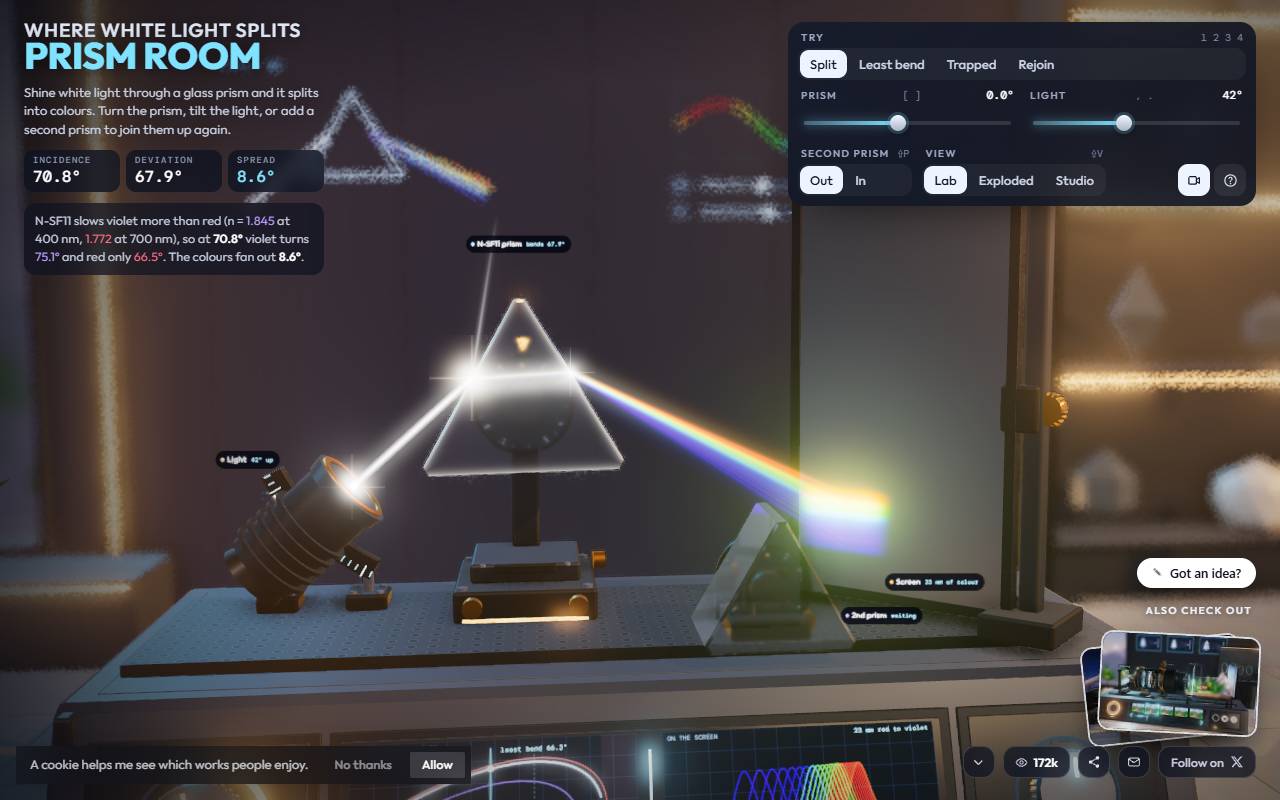 WHERE WHITE LIGHT SPLITS
PRISM ROOM
Shine white light through a glass prism and it splits
into colours. Turn the prism, tilt the light, or add a
second prism to join them up again.
INCIDENCE
70.8°
DEVIATION
67.9°
SPREAD
8.6°
N-SF11 slows violet more than red (n = 1.845 at
400 nm, 1.772 at 700 nm), so at 70.8° violet turns
75.1° and red only 66.5°. The colours fan out 8.6°.
TRY
1 2 3 4
Split
Least bend
Trapped
Rejoin
PRISM
[ ]
0.0°
LIGHT
, .
42°
SECOND PRISM
⇧P
VIEW
⇧V
Out
In
Lab
Exploded
Studio
N-SF11 prism bends 67.9°
Light 42° up
Screen 23 mm of colour
2nd prism waiting
least bend 66.3°
ON THE SCREEN
23 mm red to violet
Got an idea?
ALSO CHECK OUT
A cookie helps me see which works people enjoy.
No thanks
Allow
172k
Follow on X